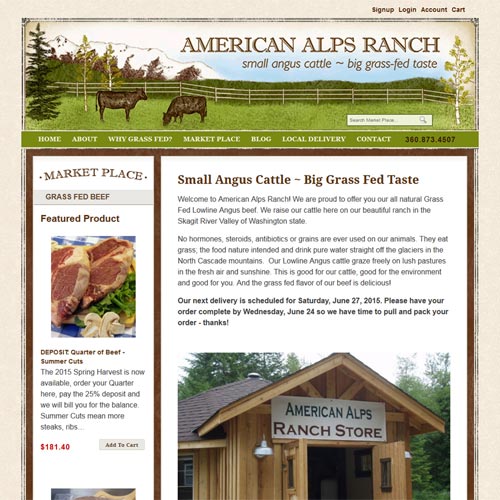 Signup Login Account Cart
AMERICAN ALPS RANCH
small angus cattle ~ big grass-fed taste
Search Market Place...
HOME ABOUT WHY GRASS FED? MARKET PLACE BLOG LOCAL DELIVERY CONTACT 360.873.4507
· MARKET PLACE ·
GRASS FED BEEF
Featured Product
DEPOSIT: Quarter of Beef -
Summer Cuts
The 2015 Spring Harvest is now
available, order your Quarter
here, pay the 25% deposit and
we will bill you for the balance.
Summer Cuts mean more
steaks, ribs...
$181.40 Add To Cart
Small Angus Cattle ~ Big Grass Fed Taste
Welcome to American Alps Ranch! We are proud to offer you our all natural Grass
Fed Lowline Angus beef. We raise our cattle here on our beautiful ranch in the
Skagit River Valley of Washington state.
No hormones, steroids, antibiotics or grains are ever used on our animals. They eat
grass, the food nature intended and drink pure water straight off the glaciers in the
North Cascade mountains. Our Lowline Angus cattle graze freely on lush pastures
in the fresh air and sunshine. This is good for our cattle, good for the environment
and good for you. And the grass fed flavor of our beef is delicious!
Our next delivery is scheduled for Saturday, June 27, 2015. Please have your
order complete by Wednesday, June 24 so we have time to pull and pack your
order - thanks!
AMERICAN ALPS
RANCH STORE